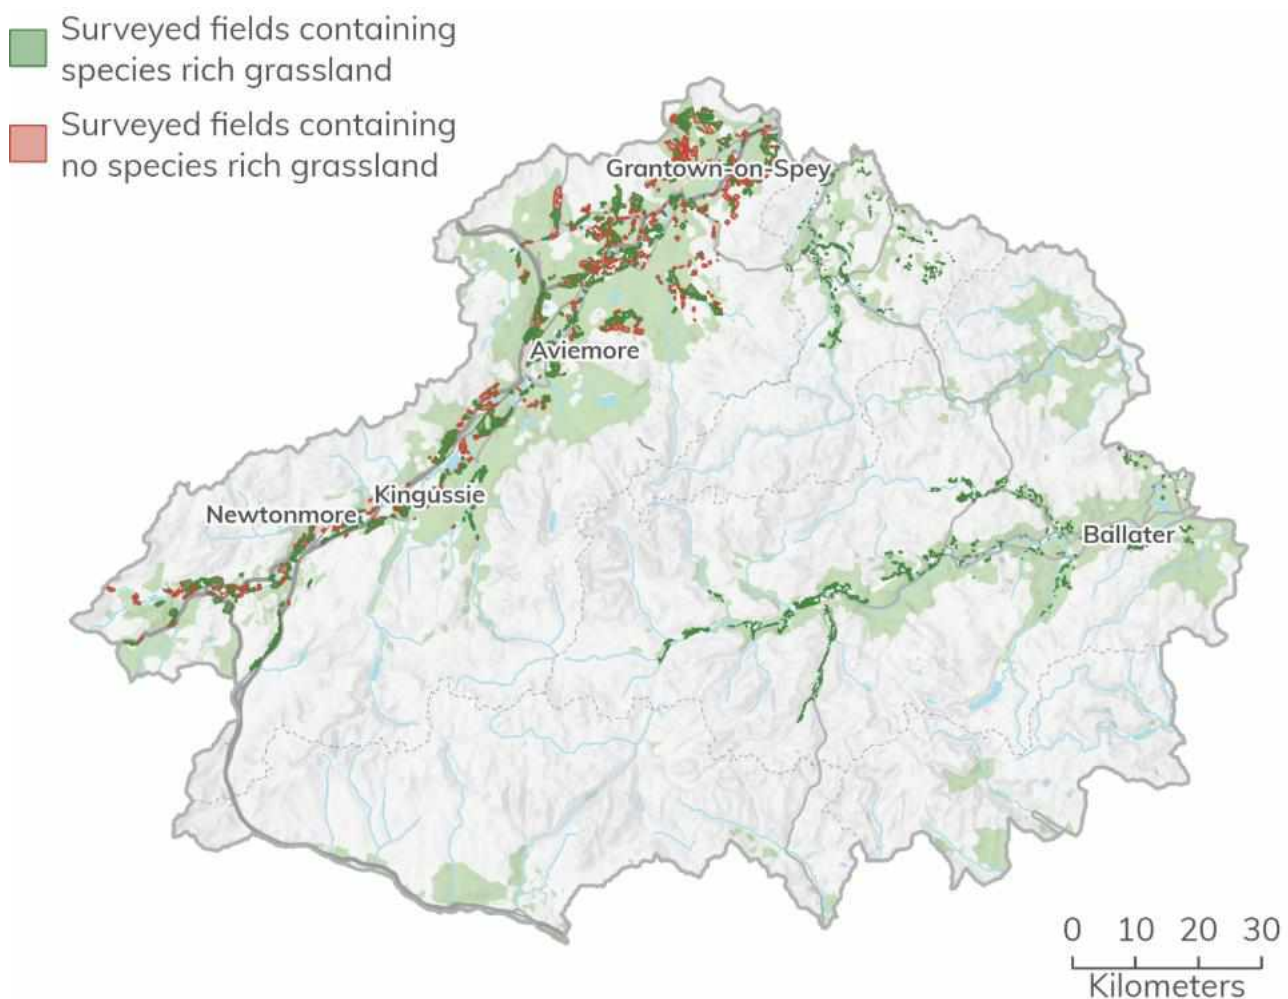 Surveyed fields containing
species rich grassland
Surveyed fields containing
no species rich grassland
Grantown-on-Spey
Aviemore
Kingussie
Newtonmore
Ballater
0 10 20 30
Kilometers